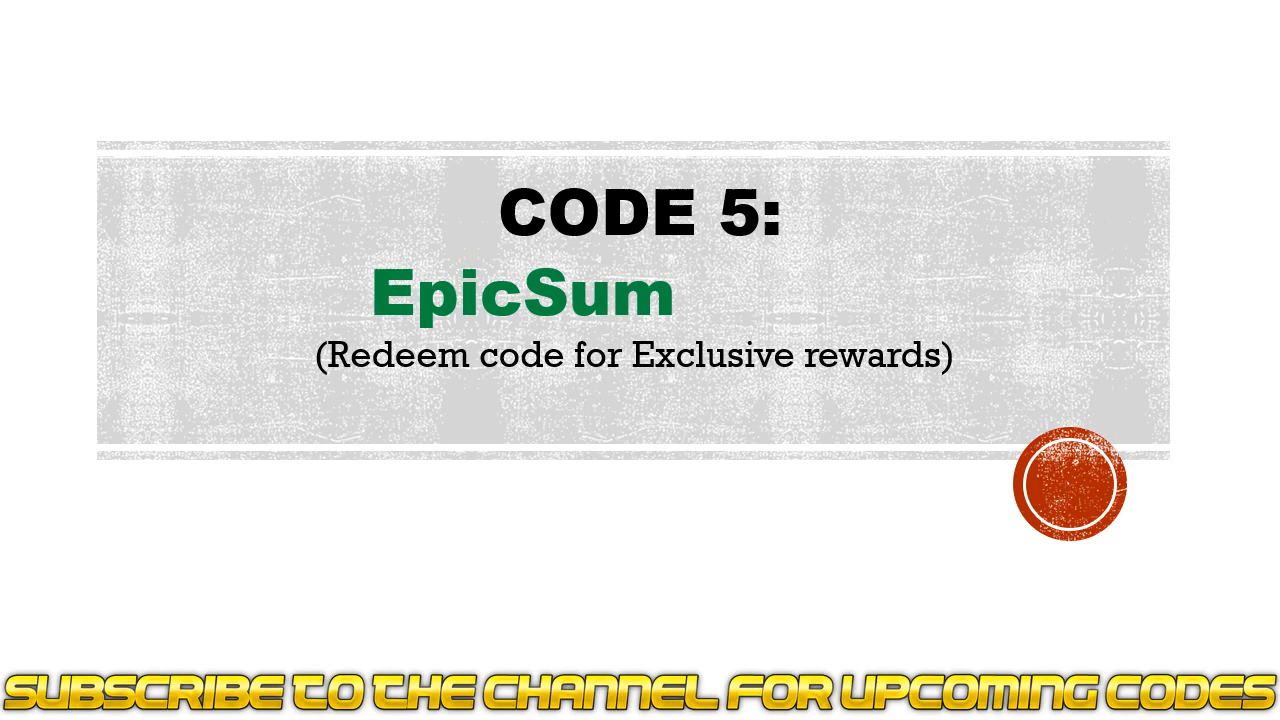 CODE 5:
EpicSum
(Redeem code for Exclusive rewards)
SUBSCRIBE TO THE CHANNEL FOR UPCOMING CODES